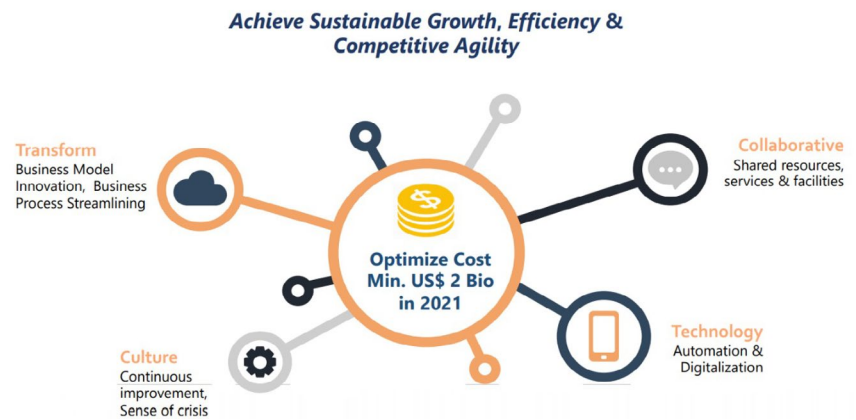 Achieve Sustainable Growth, Efficiency &
Competitive Agility
Transform
Business Model
Innovation, Business
Process Streamlining
Collaborative
Shared resources,
services & facilities
$
Optimize Cost
Min. US$ 2 Bio
in 2021
Culture
Continuous
improvement,
Sense of crisis
Technology
Automation &
Digitalization